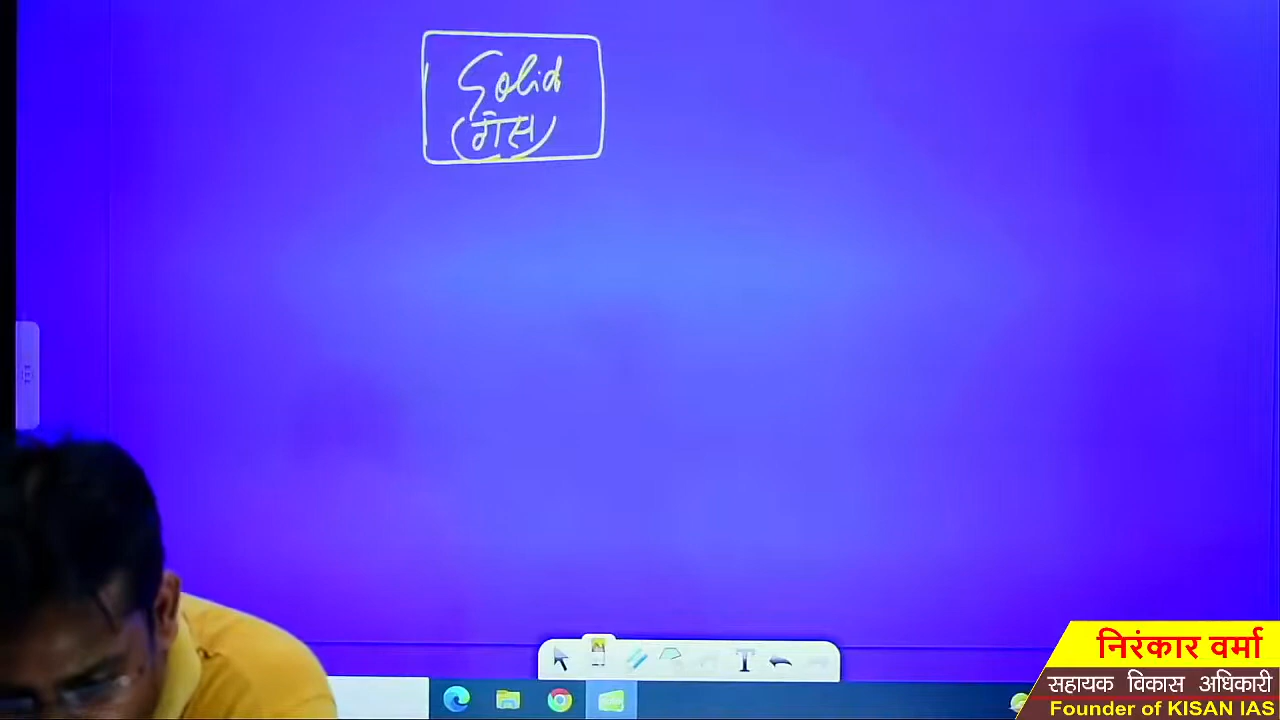 Solid
(गैस)
T
निरंकार वर्मा
सहायक विकास अधिकारी
Founder of KISAN IAS